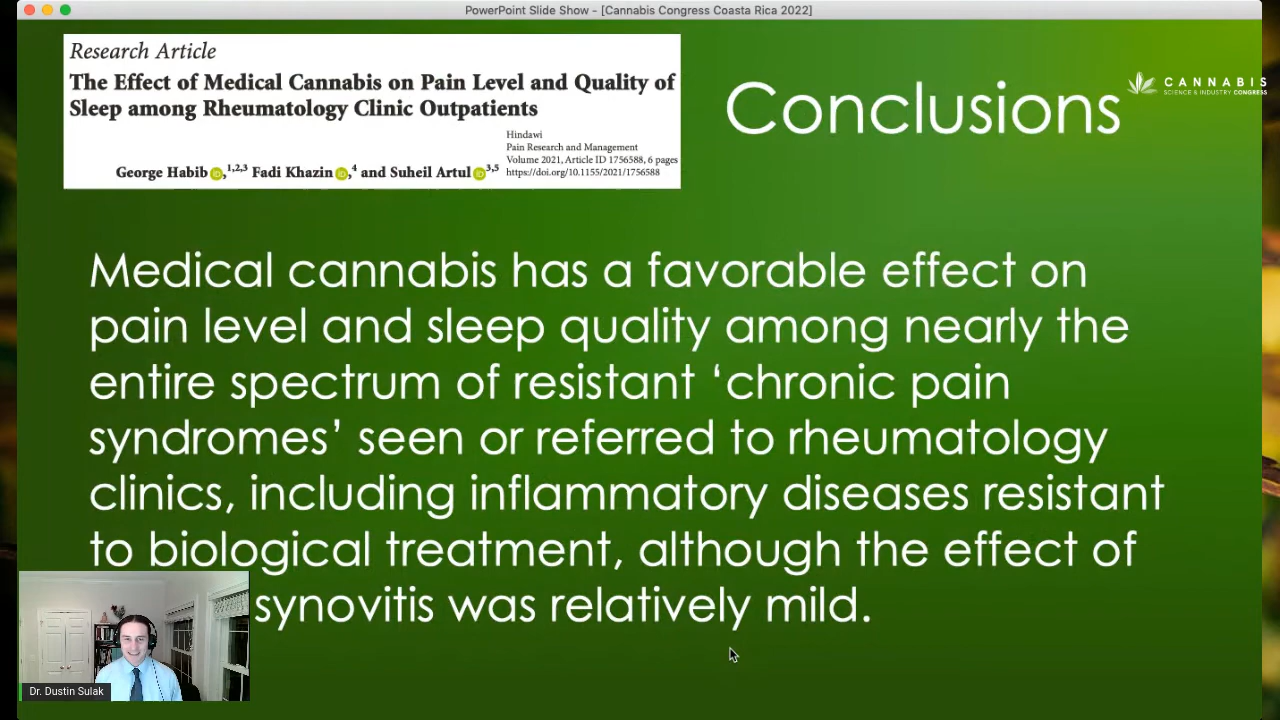 PowerPoint Slide Show - [Cannabis Congress Coasta Rica 2022]
Research Article
The Effect of Medical Cannabis on Pain Level and Quality of
Sleep among Rheumatology Clinic Outpatients
Hindawi
Pain Research and Management
Volume 2021, Article ID 1756588, 6 pages
https://doi.org/10.1155/2021/1756588
George Habib iD,1,2,3 Fadi Khazin iD,4 and Suheil Artul iD3,5
Conclusions
CANNABIS
SCIENCE & INDUSTRY CONGRESS
Medical cannabis has a favorable effect on
pain level and sleep quality among nearly the
entire spectrum of resistant ‘chronic pain
syndromes’ seen or referred to rheumatology
clinics, including inflammatory diseases resistant
to biological treatment, although the effect of
synovitis was relatively mild.
Dr. Dustin Sulak